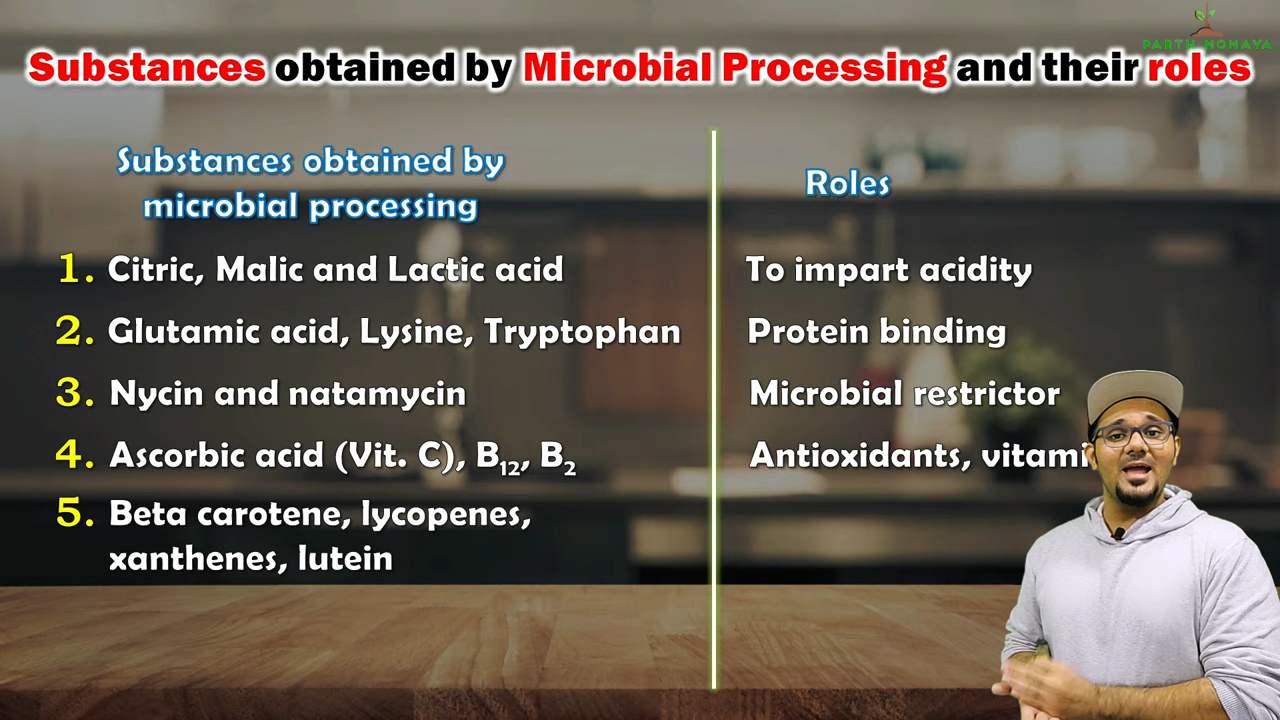 PARTH MOMAYA
Substances obtained by Microbial Processing and their roles
Substances obtained by
microbial processing
Roles
1. Citric, Malic and Lactic acid
To impart acidity
2. Glutamic acid, Lysine, Tryptophan
Protein binding
3. Nycin and natamycin
Microbial restrictor
4. Ascorbic acid (Vit. C), B₁₂, B₂
Antioxidants, vitami
5. Beta carotene, lycopenes,
xanthenes, lutein